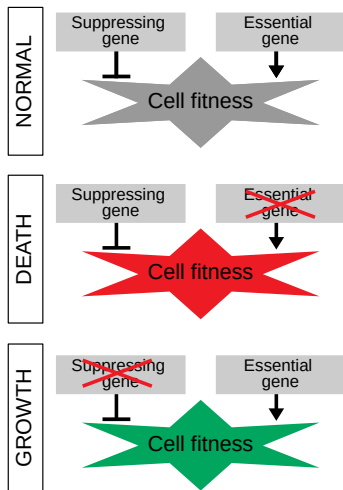 NORMAL
Suppressing
gene
Essential
gene
Cell fitness
DEATH
Suppressing
gene
Essential
gene
Cell fitness
GROWTH
Suppressing
gene
Essential
gene
Cell fitness